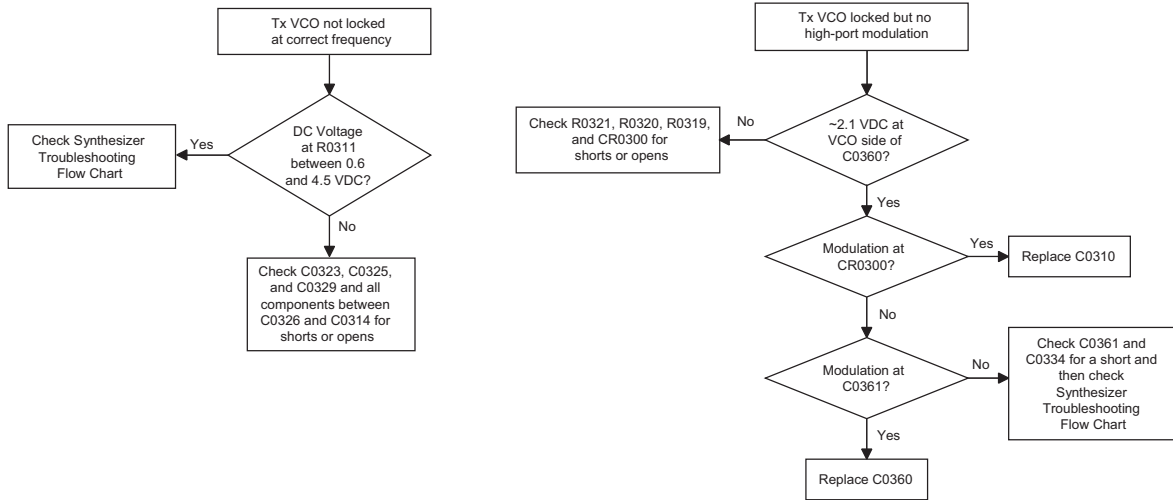 Tx VCO not locked
at correct frequency
DC Voltage
at R0311
between 0.6
and 4.5 VDC?
Yes
Check Synthesizer
Troubleshooting
Flow Chart
No
Check C0323, C0325,
and C0329 and all
components between
C0326 and C0314 for
shorts or opens
Tx VCO locked but no
high-port modulation
~2.1 VDC at
VCO side of
C0360?
No
Check R0321, R0320, R0319,
and CR0300 for
shorts or opens
Yes
Modulation at
CR0300?
Yes
Replace C0310
No
Modulation at
C0361?
No
Check C0361 and
C0334 for a short and
then check
Synthesizer
Troubleshooting
Flow Chart
Yes
Replace C0360